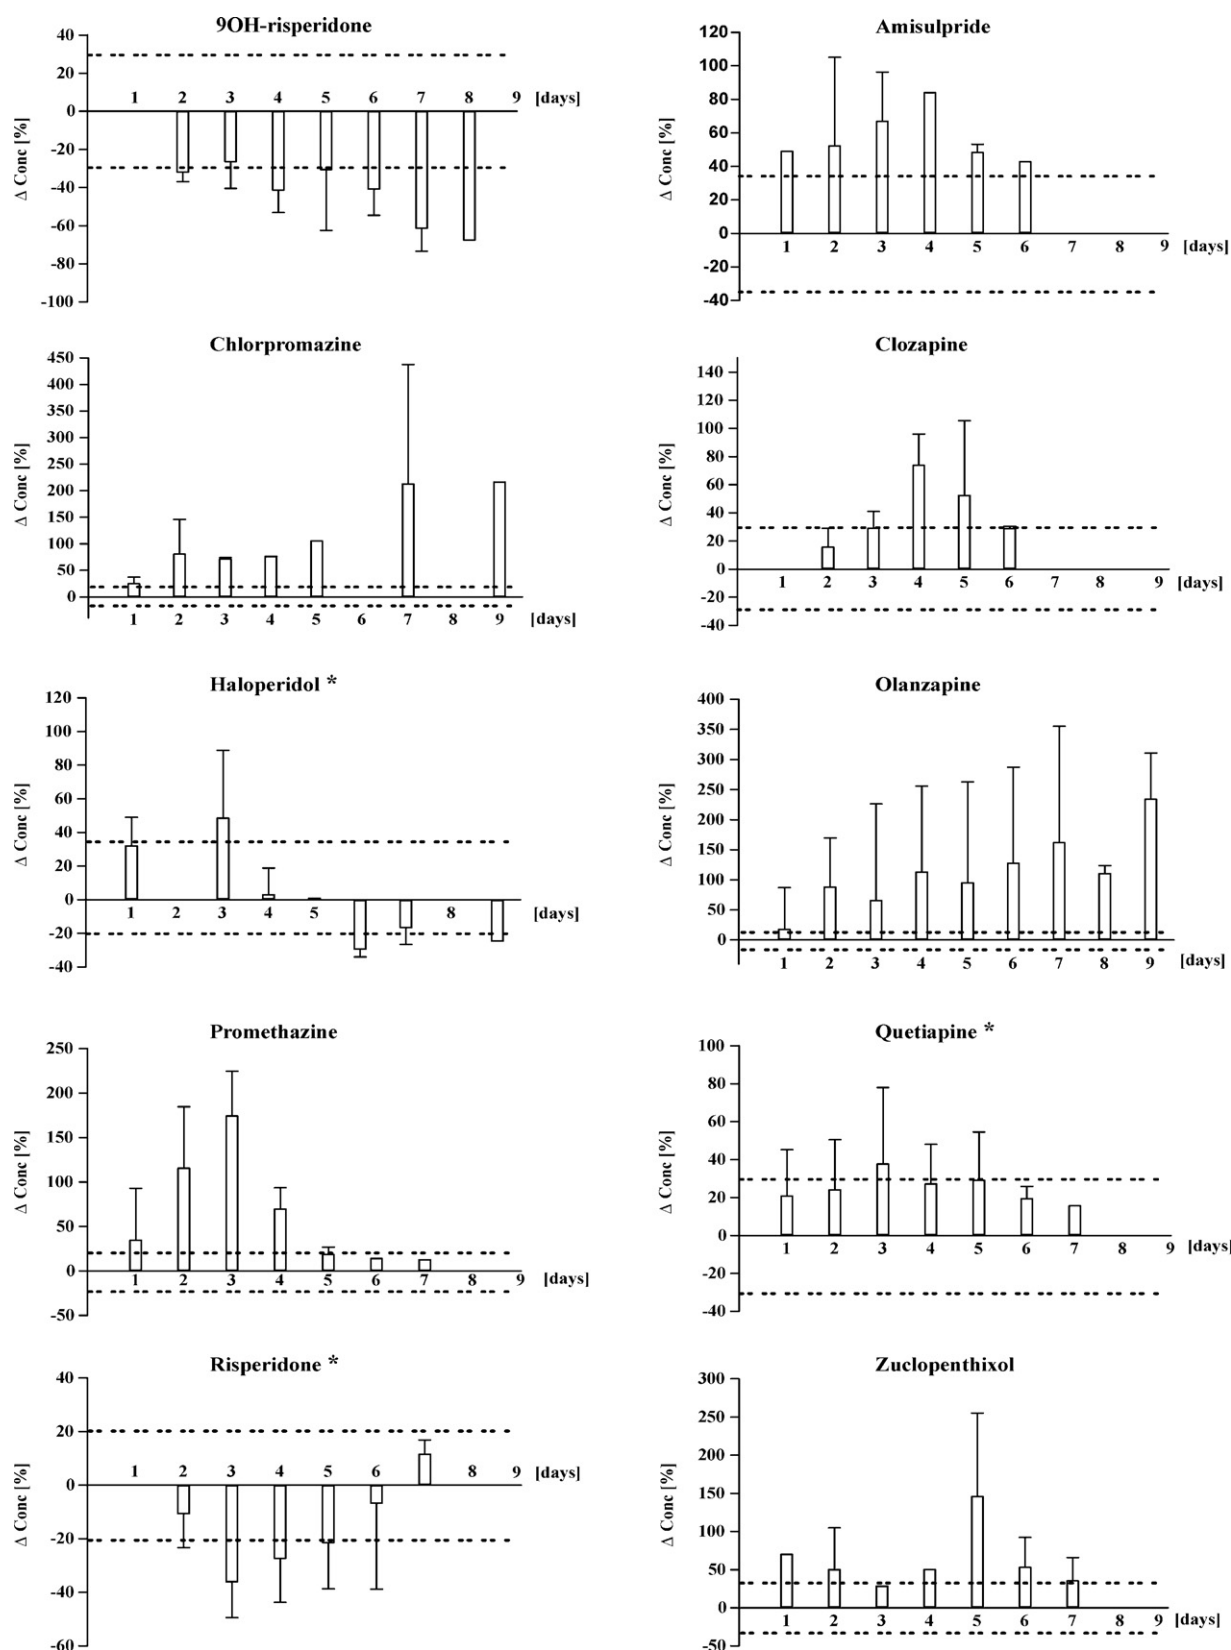 9OH-risperidone
Δ Conc [%]
40
20
0
-20
-40
-60
-80
-100
1 2 3 4 5 6 7 8 9 [days]
Amisulpride
Δ Conc [%]
120
100
80
60
40
20
0
-20
-40
1 2 3 4 5 6 7 8 9 [days]
Chlorpromazine
Δ Conc [%]
450
400
350
300
250
200
150
100
50
0
1 2 3 4 5 6 7 8 9 [days]
Clozapine
Δ Conc [%]
140
120
100
80
60
40
20
0
-20
-40
1 2 3 4 5 6 7 8 9 [days]
Haloperidol *
Δ Conc [%]
120
100
80
60
40
20
0
-20
-40
1 2 3 4 5 8 [days]
Olanzapine
Δ Conc [%]
400
350
300
250
200
150
100
50
0
1 2 3 4 5 6 7 8 9 [days]
Promethazine
Δ Conc [%]
250
200
150
100
50
0
-50
1 2 3 4 5 6 7 8 9 [days]
Quetiapine *
Δ Conc [%]
100
80
60
40
20
0
-20
-40
1 2 3 4 5 6 7 8 9 [days]
Risperidone *
Δ Conc [%]
40
20
0
-20
-40
-60
1 2 3 4 5 6 8 9 [days]
Zuclopenthixol
Δ Conc [%]
300
250
200
150
100
50
0
-50
1 2 3 4 5 6 7 8 9 [days]